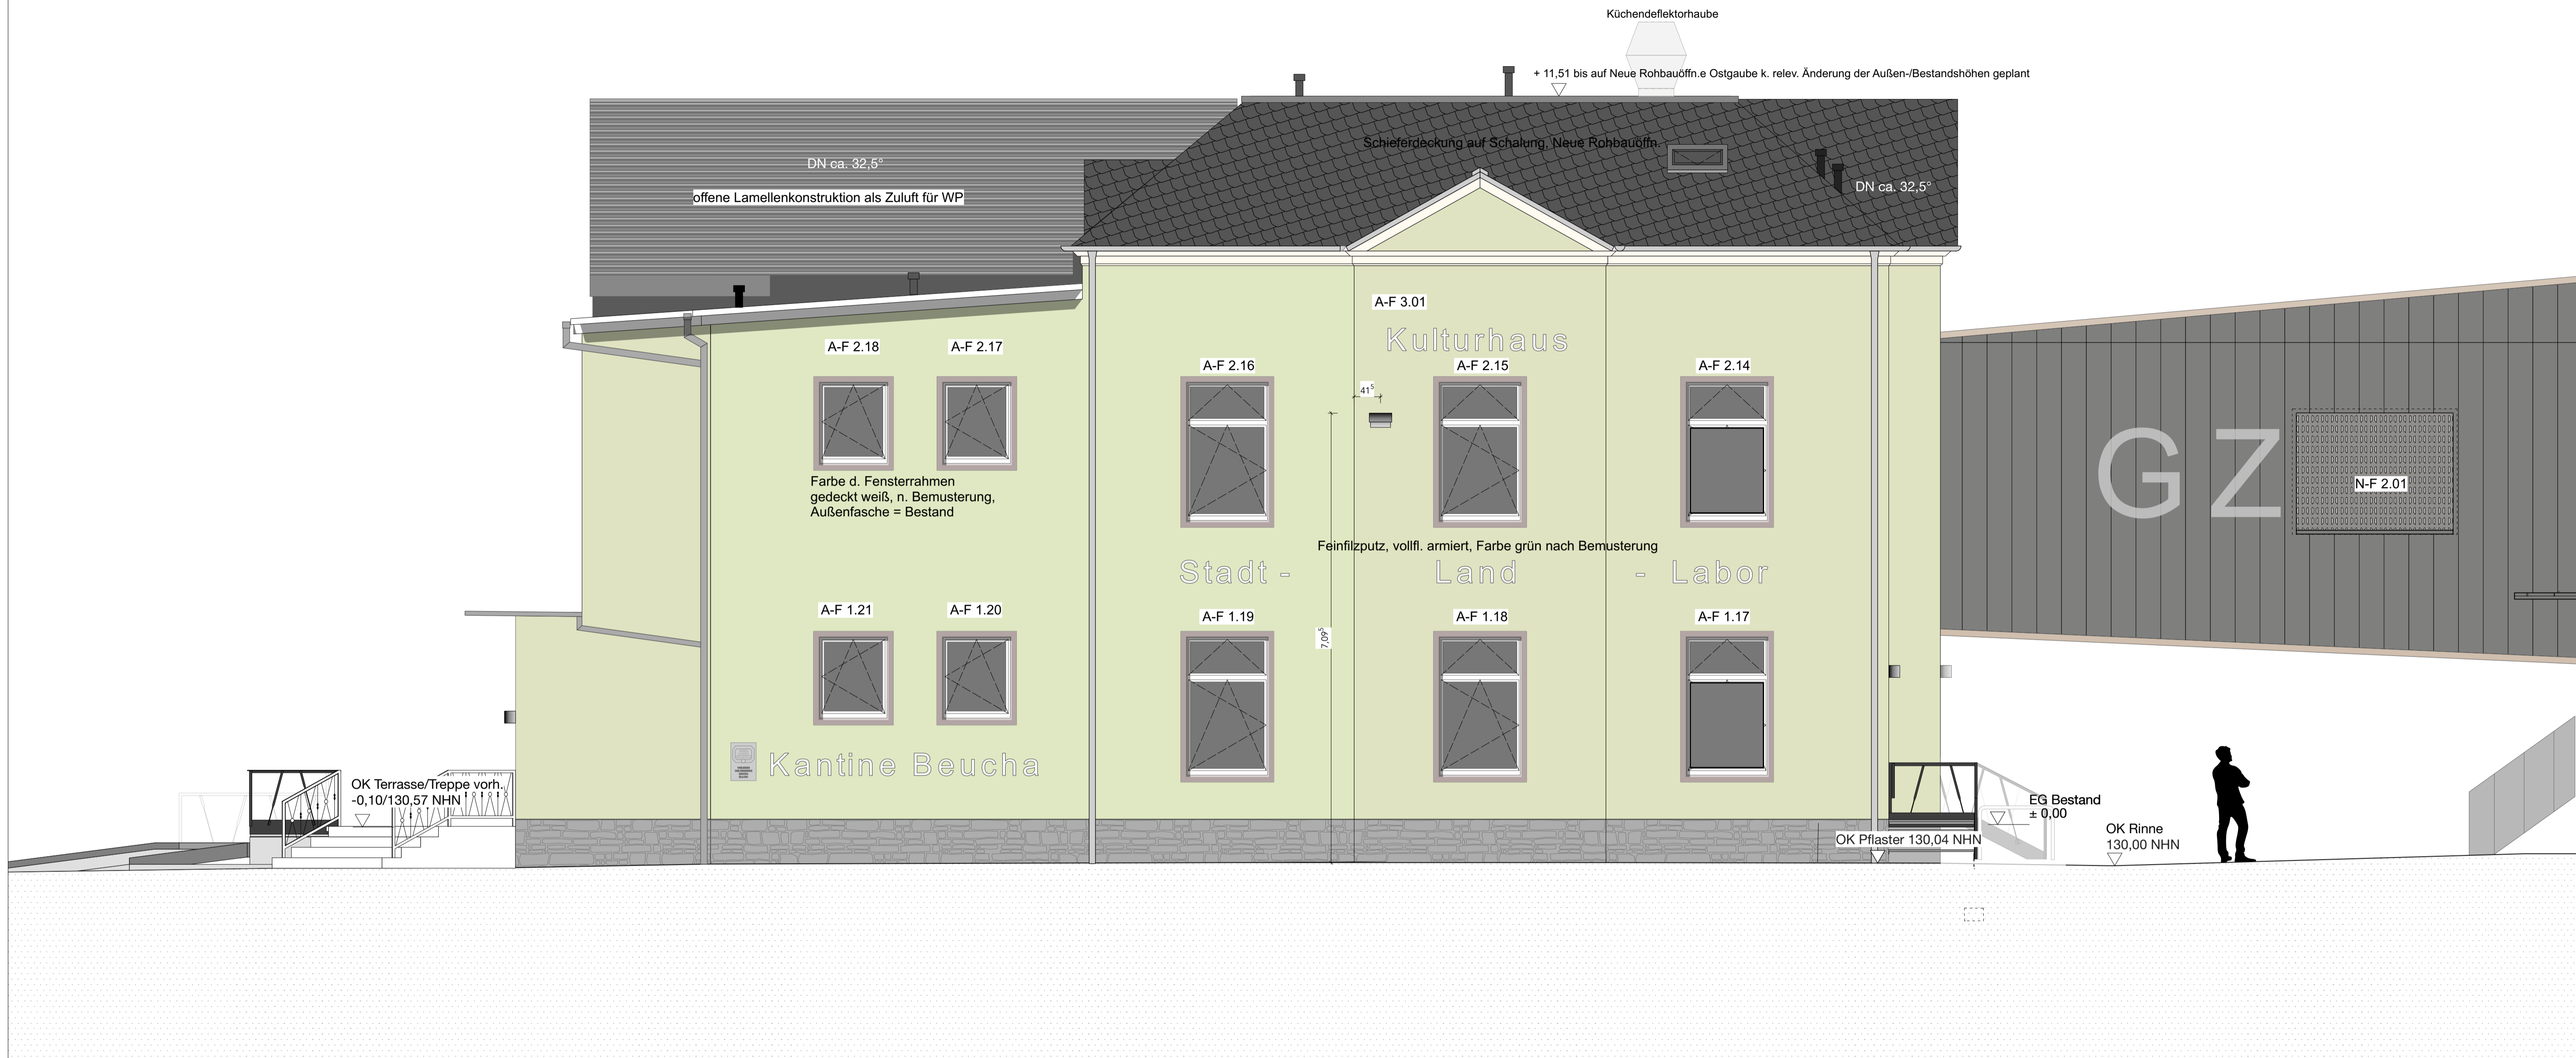 Küchendeflektorhaube
+ 11,51 bis auf Neue Rohbauöffn.e Ostgaube k. relev. Änderung der Außen-/Bestandshöhen geplant
Schieferdeckung auf Schalung, Neue Rohbauöffn.
DN ca. 32,5°
DN ca. 32,5°
offene Lamellenkonstruktion als Zuluft für WP
A-F 3.01
Kulturhaus
A-F 2.18
A-F 2.17
A-F 2.16
A-F 2.15
A-F 2.14
41⁵
GZ
N-F 2.01
Farbe d. Fensterrahmen
gedeckt weiß, n. Bemusterung,
Außenfasche = Bestand
Feinfilzputz, vollfl. armiert, Farbe grün nach Bemusterung
Stadt - Land - Labor
A-F 1.21
A-F 1.20
A-F 1.19
A-F 1.18
A-F 1.17
7,09⁵
Kantine Beucha
OK Terrasse/Treppe vorh.
-0,10/130,57 NHN
EG Bestand
± 0,00
OK Pflaster 130,04 NHN
OK Rinne
130,00 NHN